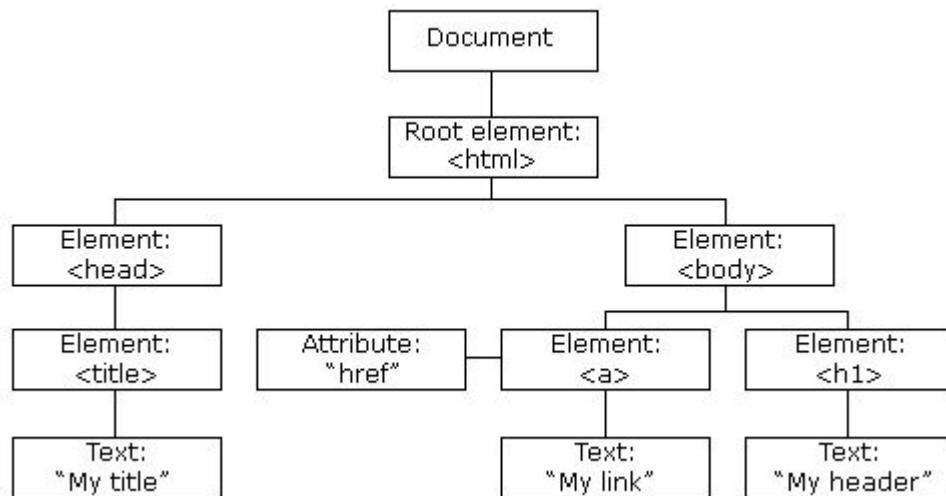 Document
Root element:
<html>
Element:
<head>
Element:
<body>
Element:
<title>
Attribute:
“href”
Element:
<a>
Element:
<h1>
Text:
“My title”
Text:
“My link”
Text:
“My header”